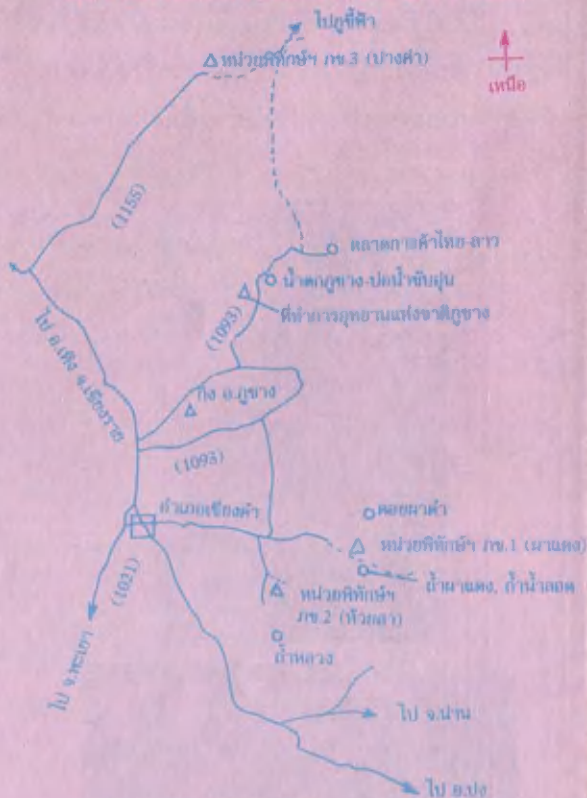 ไปภูชี้ฟ้า
หน่วยพิทักษ์ฯ ภข.3 (ปางค่า)
เหนือ
(1155)
ตลาดการค้าไทย-ลาว
น้ำตกภูซาง-บ่อน้ำซับอุ่น
ที่ทำการอุทยานแห่งชาติภูซาง
(1093)
ไป อ.เทิง จ.เชียงราย
กิ่ง อ.ภูซาง
(1093)
อำเภอเชียงคำ
ดอยผาดำ
หน่วยพิทักษ์ฯ ภข.1 (ผาแดง)
ถ้ำผาแดง, ถ้ำน้ำลอด
(1021)
หน่วยพิทักษ์ฯ
ภข.2 (ห้วยสา)
ถ้ำหลวง
ไป จ.พะเยา
ไป จ.น่าน
ไป อ.ปง